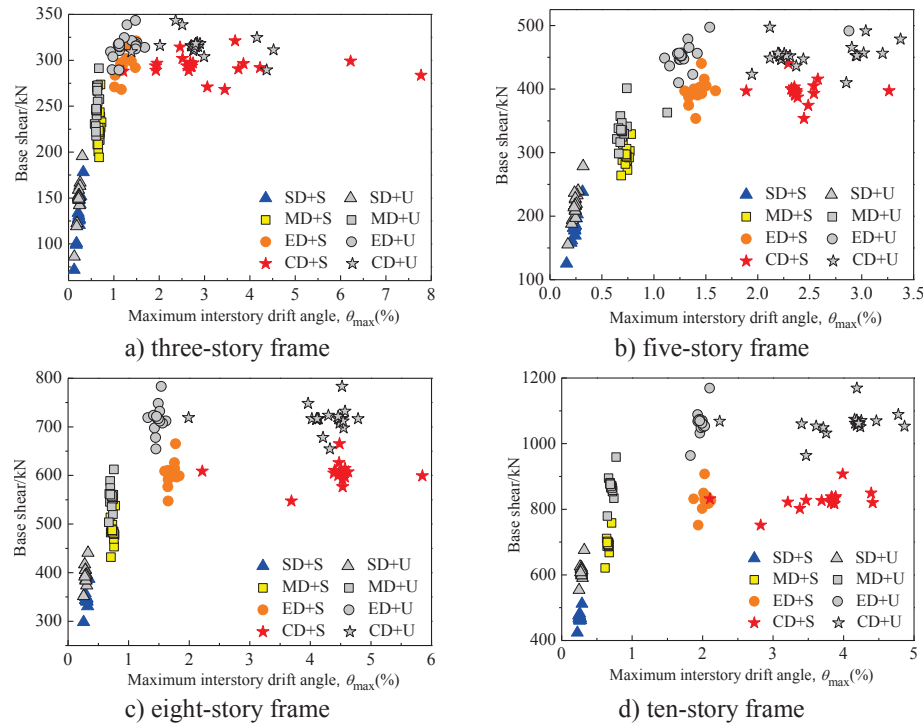 350
300
250
200
150
100
Base shear/kN
SD+S SD+U
MD+S MD+U
ED+S ED+U
CD+S CD+U
0 1 2 3 4 5 6 7 8
Maximum interstory drift angle, θmax(%)
a) three-story frame
500
400
300
200
100
Base shear/kN
SD+S SD+U
MD+S MD+U
ED+S ED+U
CD+S CD+U
0.0 0.5 1.0 1.5 2.0 2.5 3.0 3.5
Maximum interstory drift angle, θmax(%)
b) five-story frame
800
700
600
500
400
300
Base shear/kN
SD+S SD+U
MD+S MD+U
ED+S ED+U
CD+S CD+U
0 1 2 3 4 5 6
Maximum interstory drift angle, θmax(%)
c) eight-story frame
1200
1000
800
600
400
Base shear/kN
SD+S SD+U
MD+S MD+U
ED+S ED+U
CD+S CD+U
0 1 2 3 4 5
Maximum interstory drift angle, θmax(%)
d) ten-story frame